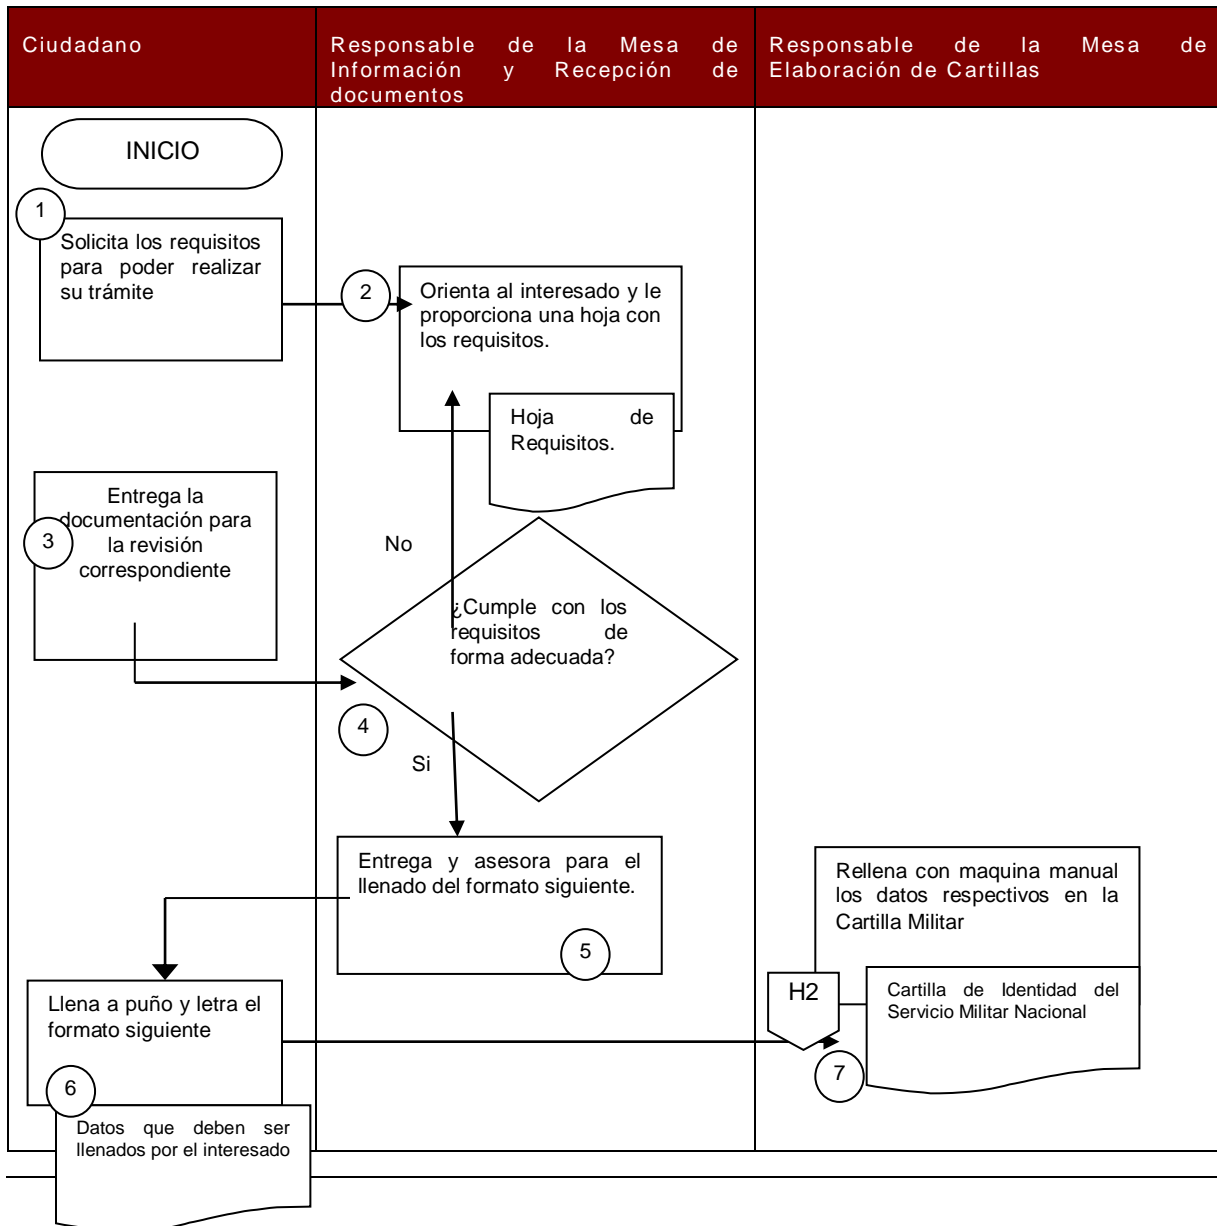 Ciudadano
Responsable de la Mesa de
Información y Recepción de
documentos
Responsable de la Mesa de
Elaboración de Cartillas
INICIO
1
Solicita los requisitos
para poder realizar
su trámite
2
Orienta al interesado y le
proporciona una hoja con
los requisitos.
Hoja de
Requisitos.
Entrega la
documentación para
la revisión
correspondiente
3
No
¿Cumple con los
requisitos de
forma adecuada?
4
Si
Entrega y asesora para el
llenado del formato siguiente.
5
Rellena con maquina manual
los datos respectivos en la
Cartilla Militar
H2
Cartilla de Identidad del
Servicio Militar Nacional
7
Llena a puño y letra el
formato siguiente
6
Datos que deben ser
llenados por el interesado